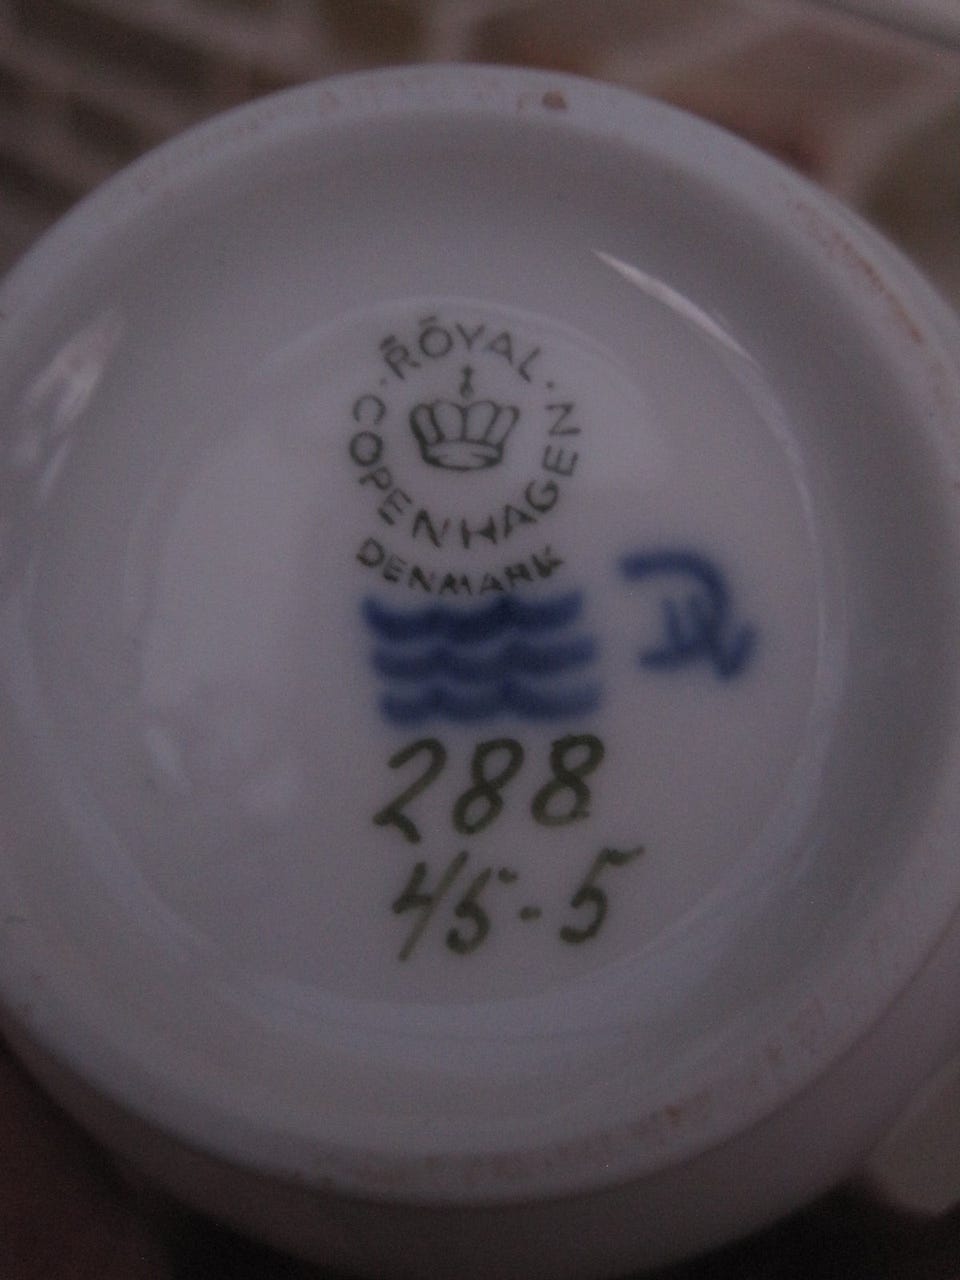 ROYAL
COPENHAGEN
DENMARK
288
45-5